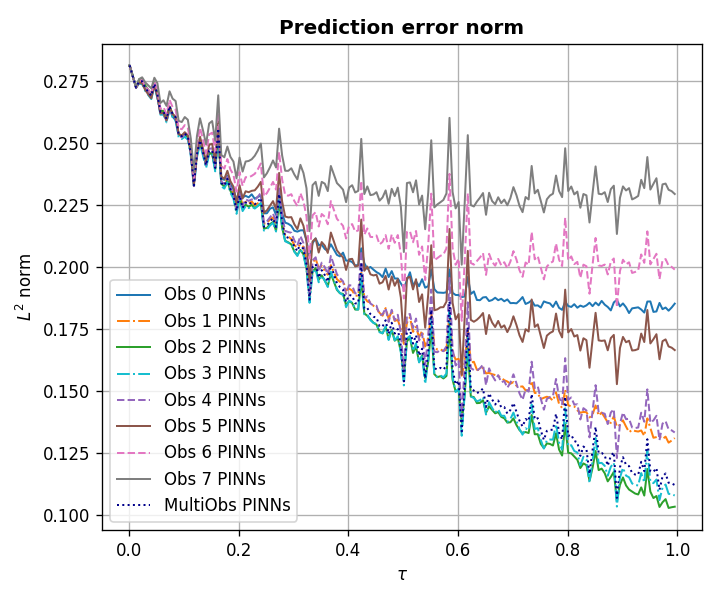 Prediction error norm
L² norm
0.275
0.250
0.225
0.200
0.175
0.150
0.125
0.100
Obs 0 PINNs
Obs 1 PINNs
Obs 2 PINNs
Obs 3 PINNs
Obs 4 PINNs
Obs 5 PINNs
Obs 6 PINNs
Obs 7 PINNs
MultiObs PINNs
0.0 0.2 0.4 0.6 0.8 1.0
τ